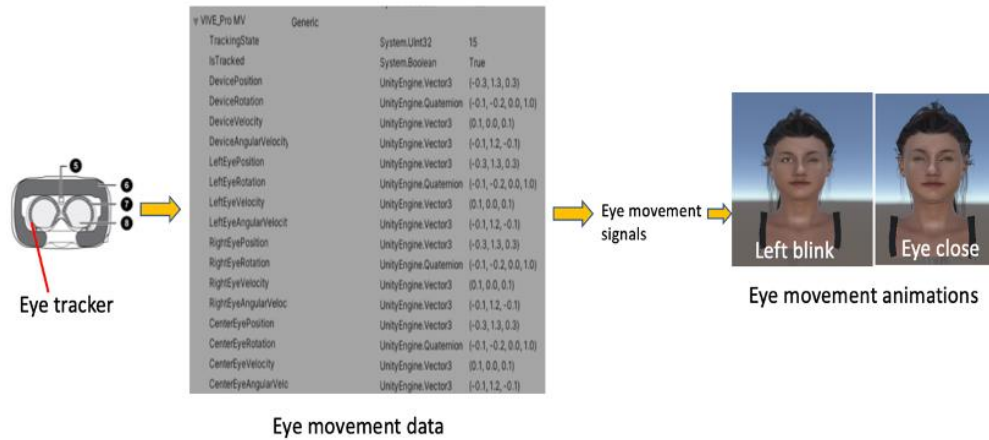 VIVE_Pro MV Generic
TrackingState System.UInt32 15
IsTracked System.Boolean True
DevicePosition UnityEngine.Vector3 (-0.3, 1.3, 0.3)
DeviceRotation UnityEngine.Quaternion (-0.1, -0.2, 0.0, 1.0)
DeviceVelocity UnityEngine.Vector3 (0.1, 0.0, 0.1)
DeviceAngularVelocity UnityEngine.Vector3 (-0.1, 1.2, -0.1)
LeftEyePosition UnityEngine.Vector3 (-0.3, 1.3, 0.3)
LeftEyeRotation UnityEngine.Quaternion (-0.1, -0.2, 0.0, 1.0)
LeftEyeVelocity UnityEngine.Vector3 (0.1, 0.0, 0.1)
LeftEyeAngularVelocit UnityEngine.Vector3 (-0.1, 1.2, -0.1)
RightEyePosition UnityEngine.Vector3 (-0.3, 1.3, 0.3)
RightEyeRotation UnityEngine.Quaternion (-0.1, -0.2, 0.0, 1.0)
RightEyeVelocity UnityEngine.Vector3 (0.1, 0.0, 0.1)
RightEyeAngularVeloc UnityEngine.Vector3 (-0.1, 1.2, -0.1)
CenterEyePosition UnityEngine.Vector3 (-0.3, 1.3, 0.3)
CenterEyeRotation UnityEngine.Quaternion (-0.1, -0.2, 0.0, 1.0)
CenterEyeVelocity UnityEngine.Vector3 (0.1, 0.0, 0.1)
CenterEyeAngularVelc UnityEngine.Vector3 (-0.1, 1.2, -0.1)
5
6
7
8
Eye tracker
Eye movement data
Eye movement
signals
Left blink
Eye close
Eye movement animations